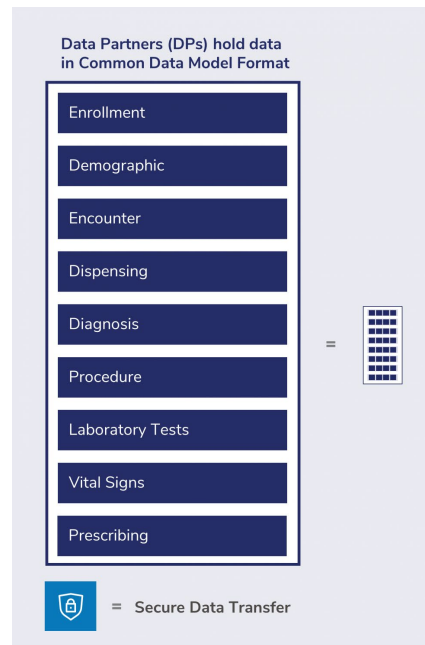 Data Partners (DPs) hold data
in Common Data Model Format
Enrollment
Demographic
Encounter
Dispensing
Diagnosis
=
Procedure
Laboratory Tests
Vital Signs
Prescribing
= Secure Data Transfer